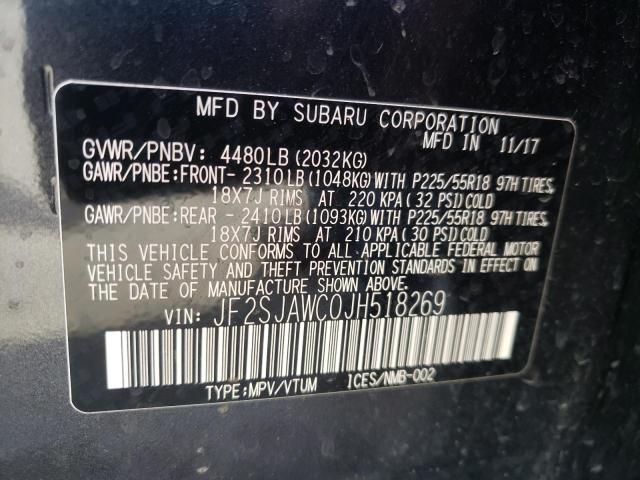 MFD BY SUBARU CORPORATION
MFD IN 11/17
GVWR/PNBV: 4480LB(2032KG)
GAWR/PNBE:FRONT- 2310LB(1048KG)WITH P225/55R18 97H TIRES,
18X7J RIMS AT 220 KPA(32 PSI)COLD
GAWR/PNBE:REAR - 2410LB(1093KG)WITH P225/55R18 97H TIRES,
18X7J RIMS AT 210 KPA(30 PSI)COLD
THIS VEHICLE CONFORMS TO ALL APPLICABLE FEDERAL MOTOR
VEHICLE SAFETY AND THEFT PREVENTION STANDARDS IN EFFECT ON
THE DATE OF MANUFACTURE SHOWN ABOVE.
VIN: JF2SJAWC0JH518269
TYPE:MPV/VTUM ICES/NMB-002